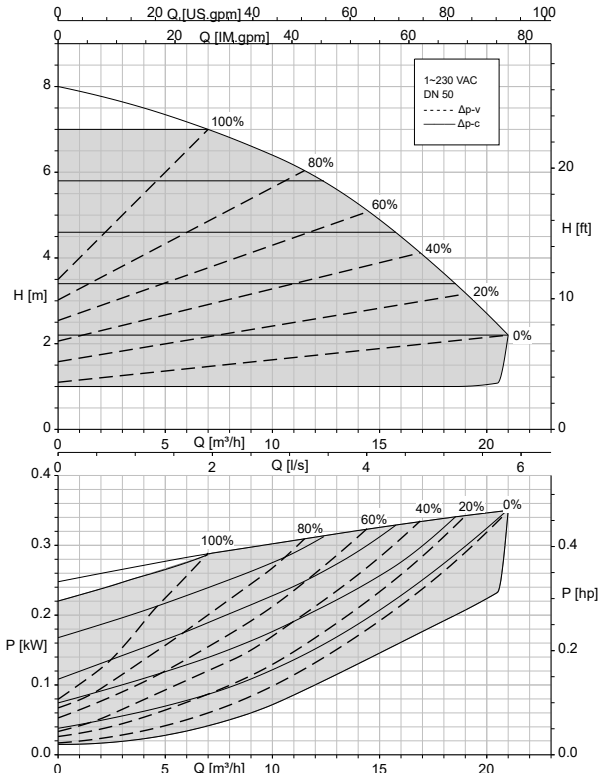 0 20 40 60 80 100
Q [US.gpm]
0 20 40 60 80
Q [IM.gpm]
1~230 VAC
DN 50
Δp-v
Δp-c
8
6
4
2
0
H [m]
20
10
0
H [ft]
100%
80%
60%
40%
20%
0%
0 5 10 15 20
Q [m³/h]
0 2 4 6
Q [l/s]
0.4
0.3
0.2
0.1
0.0
P [kW]
0.4
0.2
0.0
P [hp]
100%
80%
60%
40%
20%
0%
0 5 10 15 20
Q [m³/h]